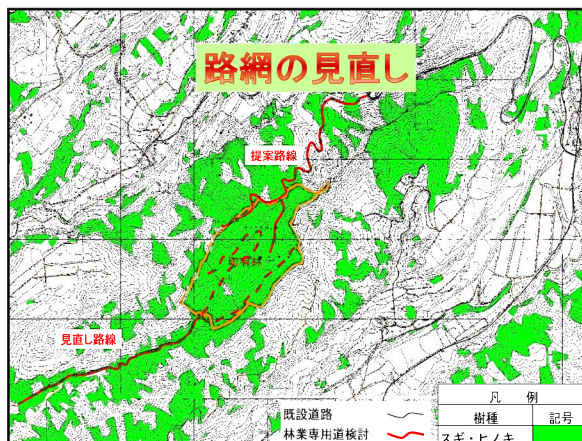 路網の見直し
提案路線
見直し路線
既設道路
林業専用道検討
凡 例
樹種 記号
スギ・ヒノキ